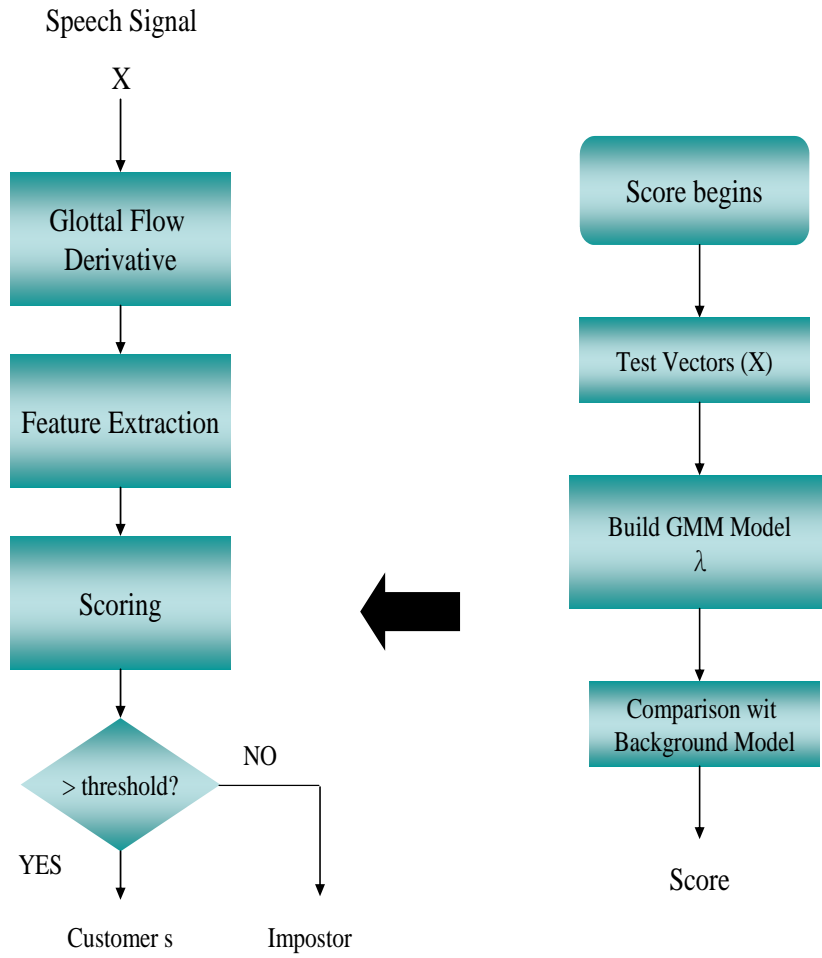 Speech Signal
X
Glottal Flow
Derivative
Feature Extraction
Scoring
> threshold?
NO
YES
Customer s
Impostor
Score begins
Test Vectors (X)
Build GMM Model
λ
Comparison wit
Background Model
Score